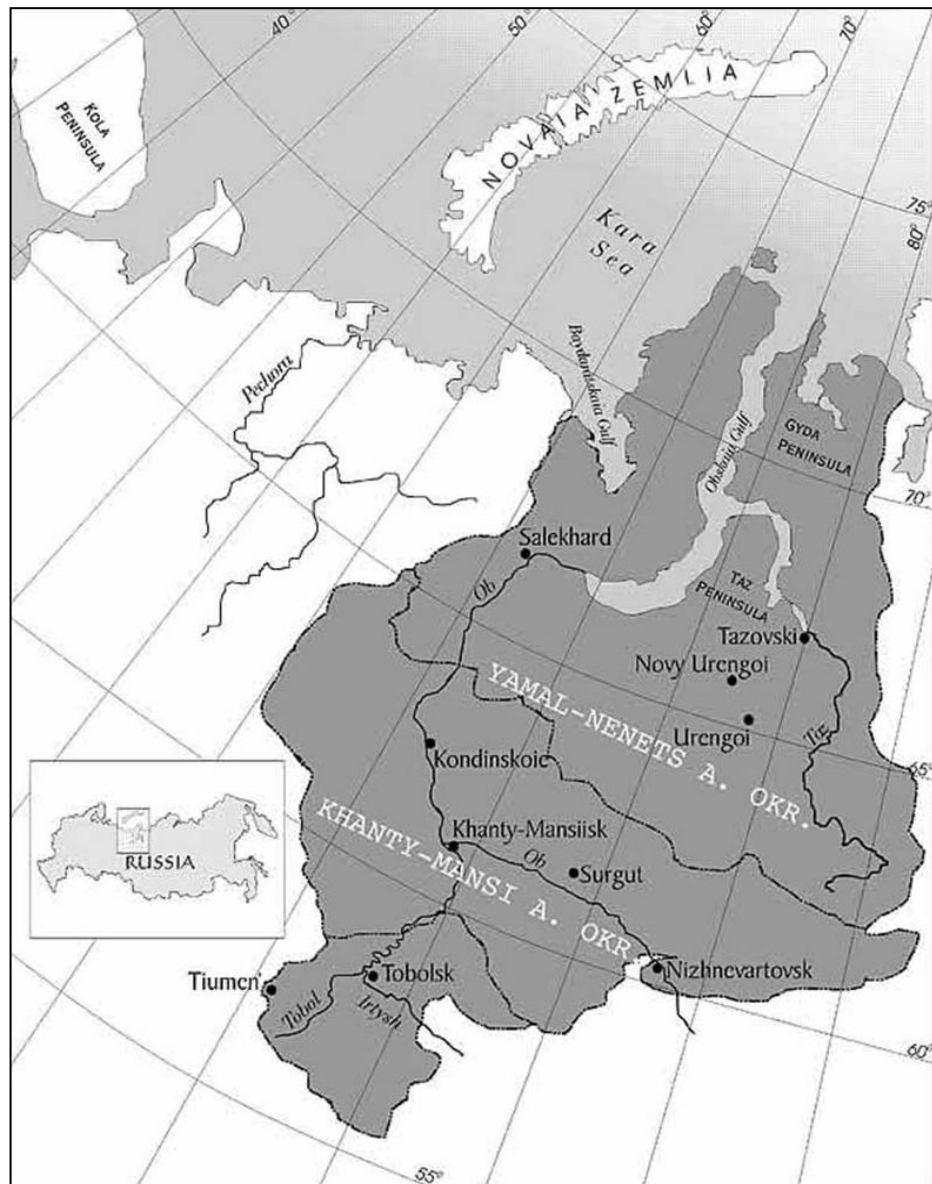 40°
50°
60°
70°
KOLA
PENINSULA
NOVAIA ZEMLIA
75°
80°
Kara
Sea
Pechora
Obskaia Gulf
GYDA
PENINSULA
70°
Salekhard
Ob
TAZ
PENINSULA
Tazovski
Novy Urengoi
YAMAL-NENETS A. OKR.
Urengoi
65°
Kondinskoie
KHANTY-MANSI A. OKR.
Khanty-Mansiisk
Ob
Surgut
RUSSIA
Nizhnevartovsk
Tiumen'
Tobolsk
Tobol
Irtysh
60°
55°